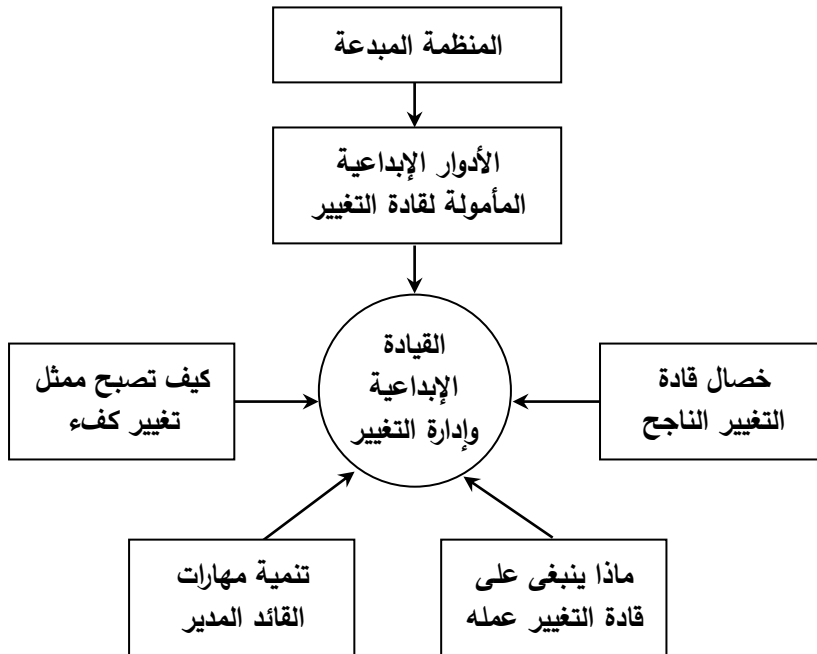 المنظمة المبدعة
الأدوار الإبداعية
المأمولة لقادة التغيير
القيادة
الإبداعية
وإدارة التغيير
خصال قادة
التغيير الناجح
كيف تصبح ممثل
تغيير كفء
ماذا ينبغى على
قادة التغيير عمله
تنمية مهارات
القائد المدير